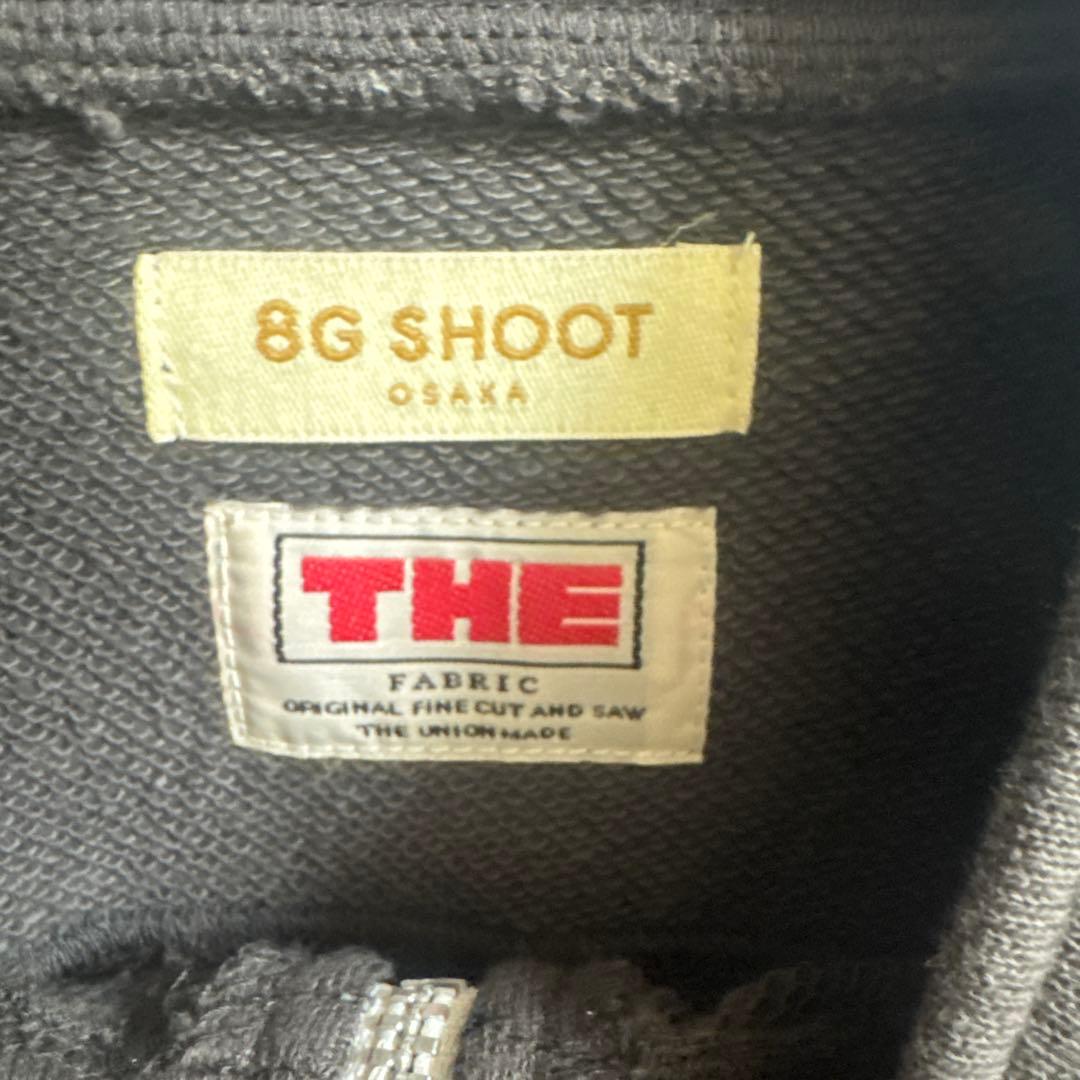 8G SHOOT
OSAKA
THE
FABRIC
ORIGINAL FINE CUT AND SAW
THE UNION MADE